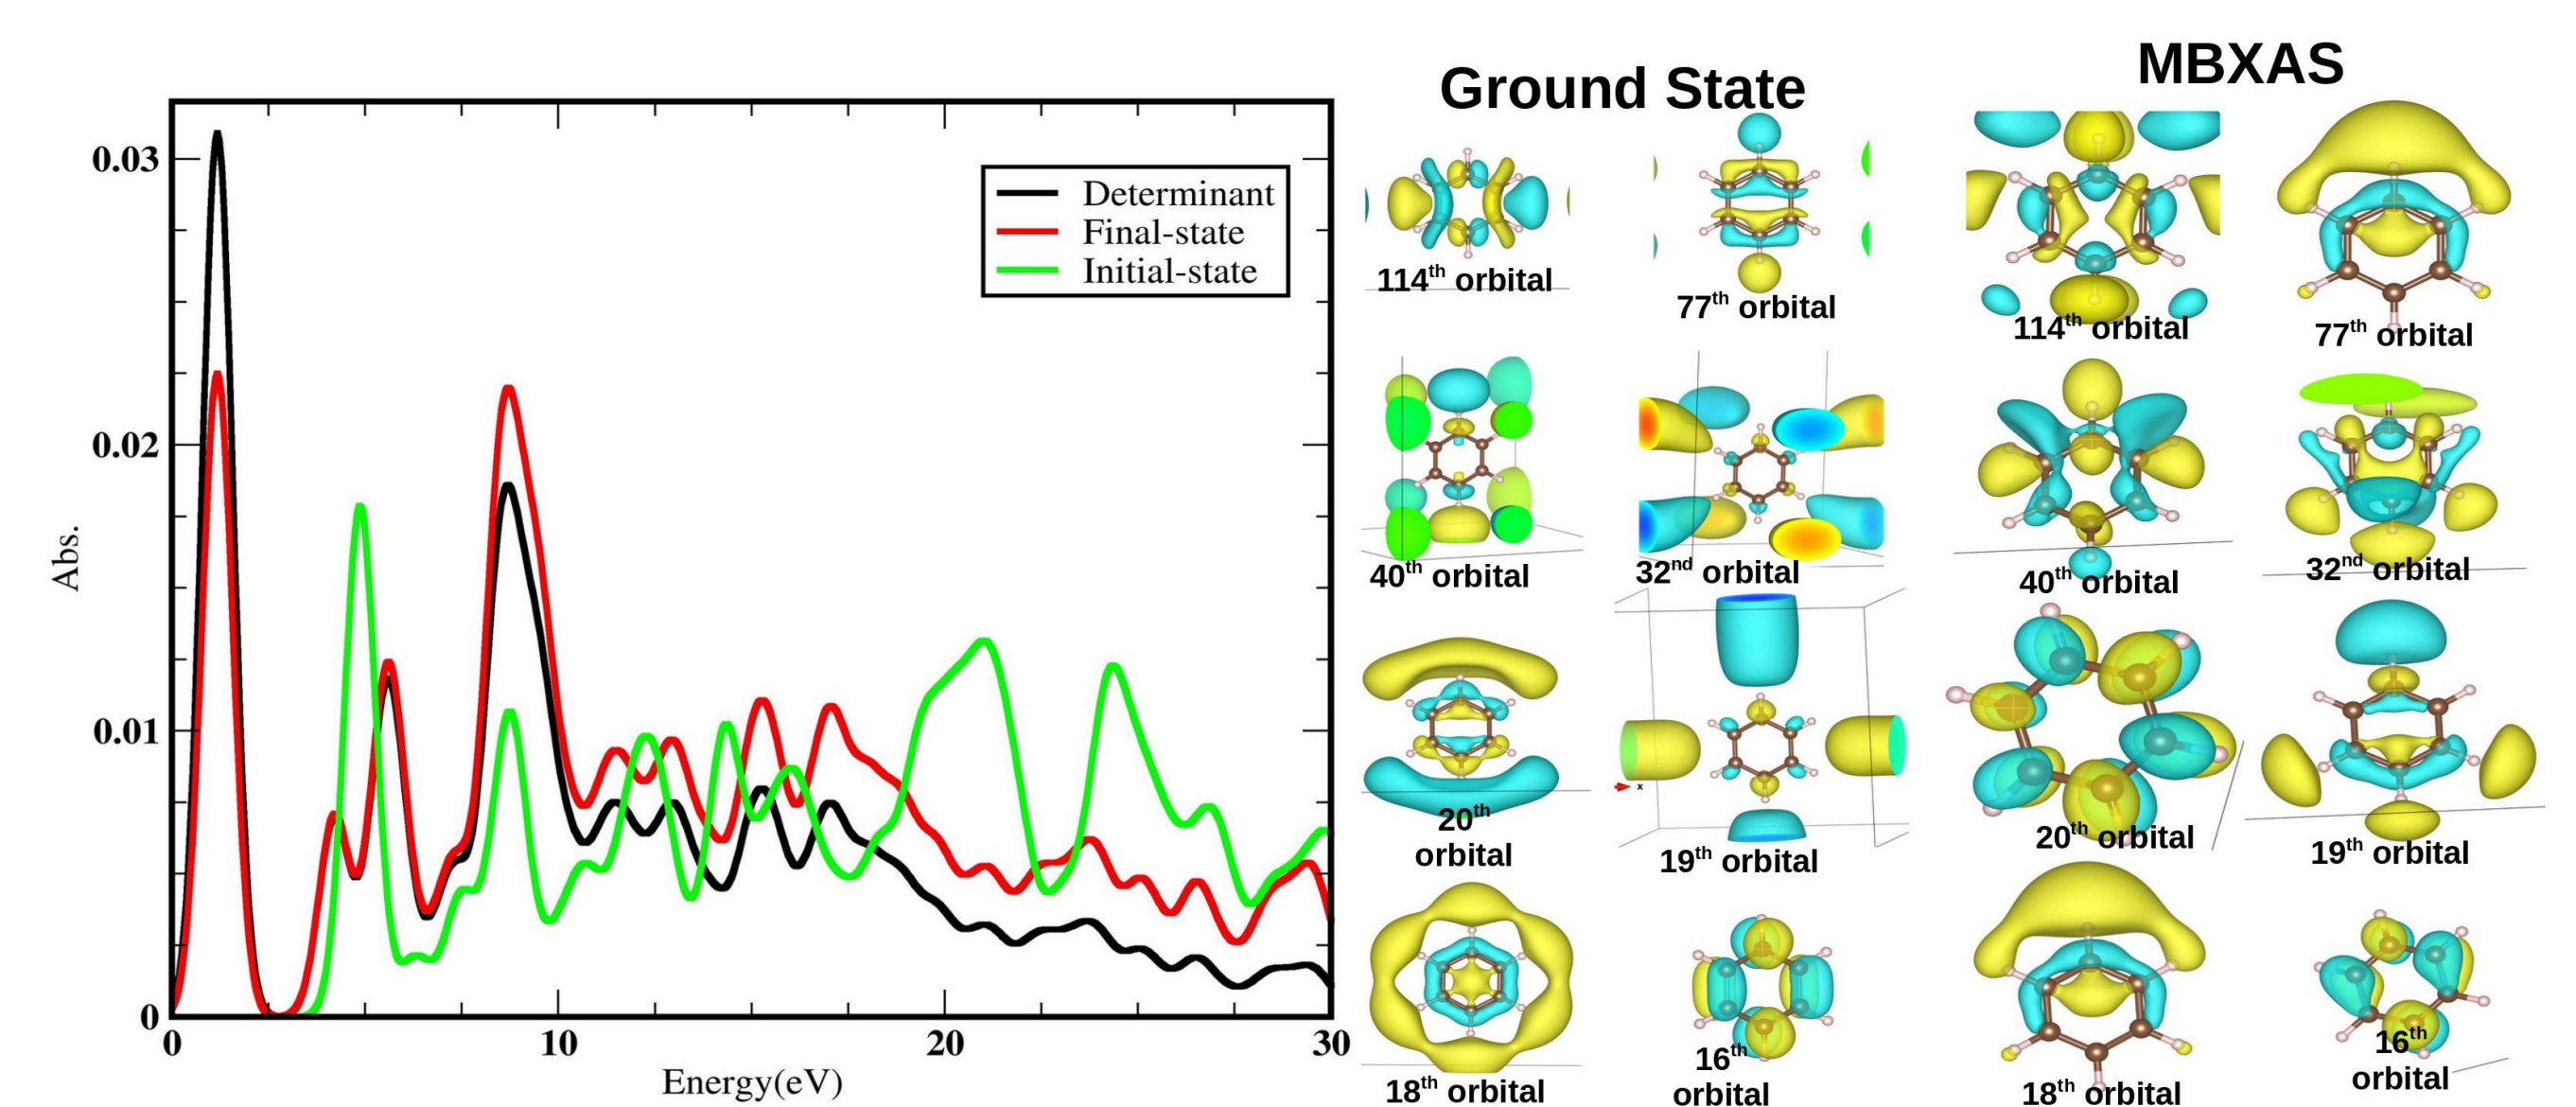 Ground State
MBXAS
0.03
0.02
0.01
0
Abs.
Determinant
Final-state
Initial-state
0
10
20
30
Energy(eV)
114th orbital
77th orbital
40th orbital
32nd orbital
20th
orbital
19th orbital
x
18th orbital
16th
orbital
114th orbital
77th orbital
40th orbital
32nd orbital
20th orbital
19th orbital
18th orbital
16th
orbital